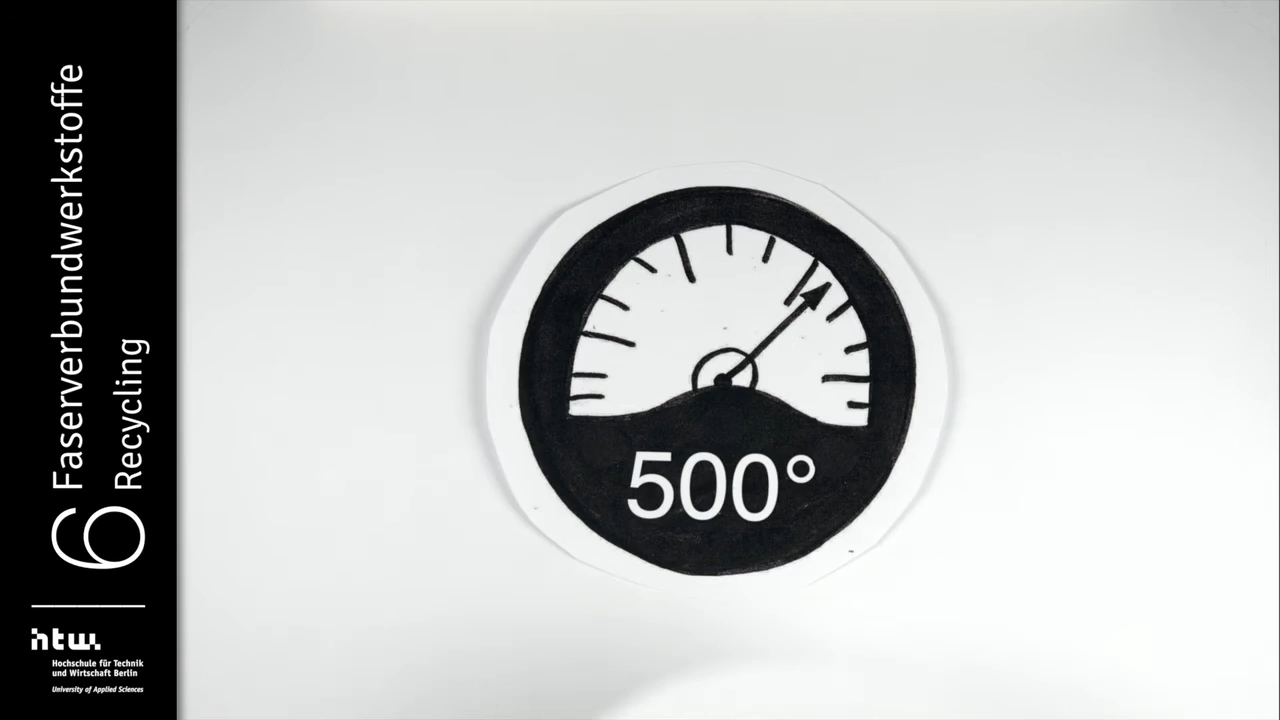 6 Faserverbundwerkstoffe
Recycling
htw.
Hochschule für Technik
und Wirtschaft Berlin
University of Applied Sciences
500°